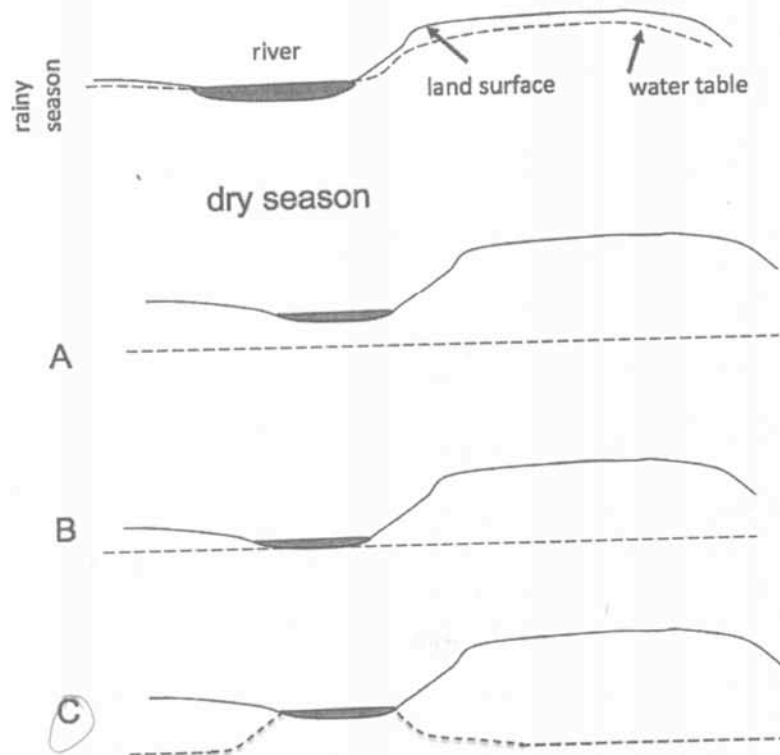 river
rainy
season
land surface
water table
dry season
A
B
C